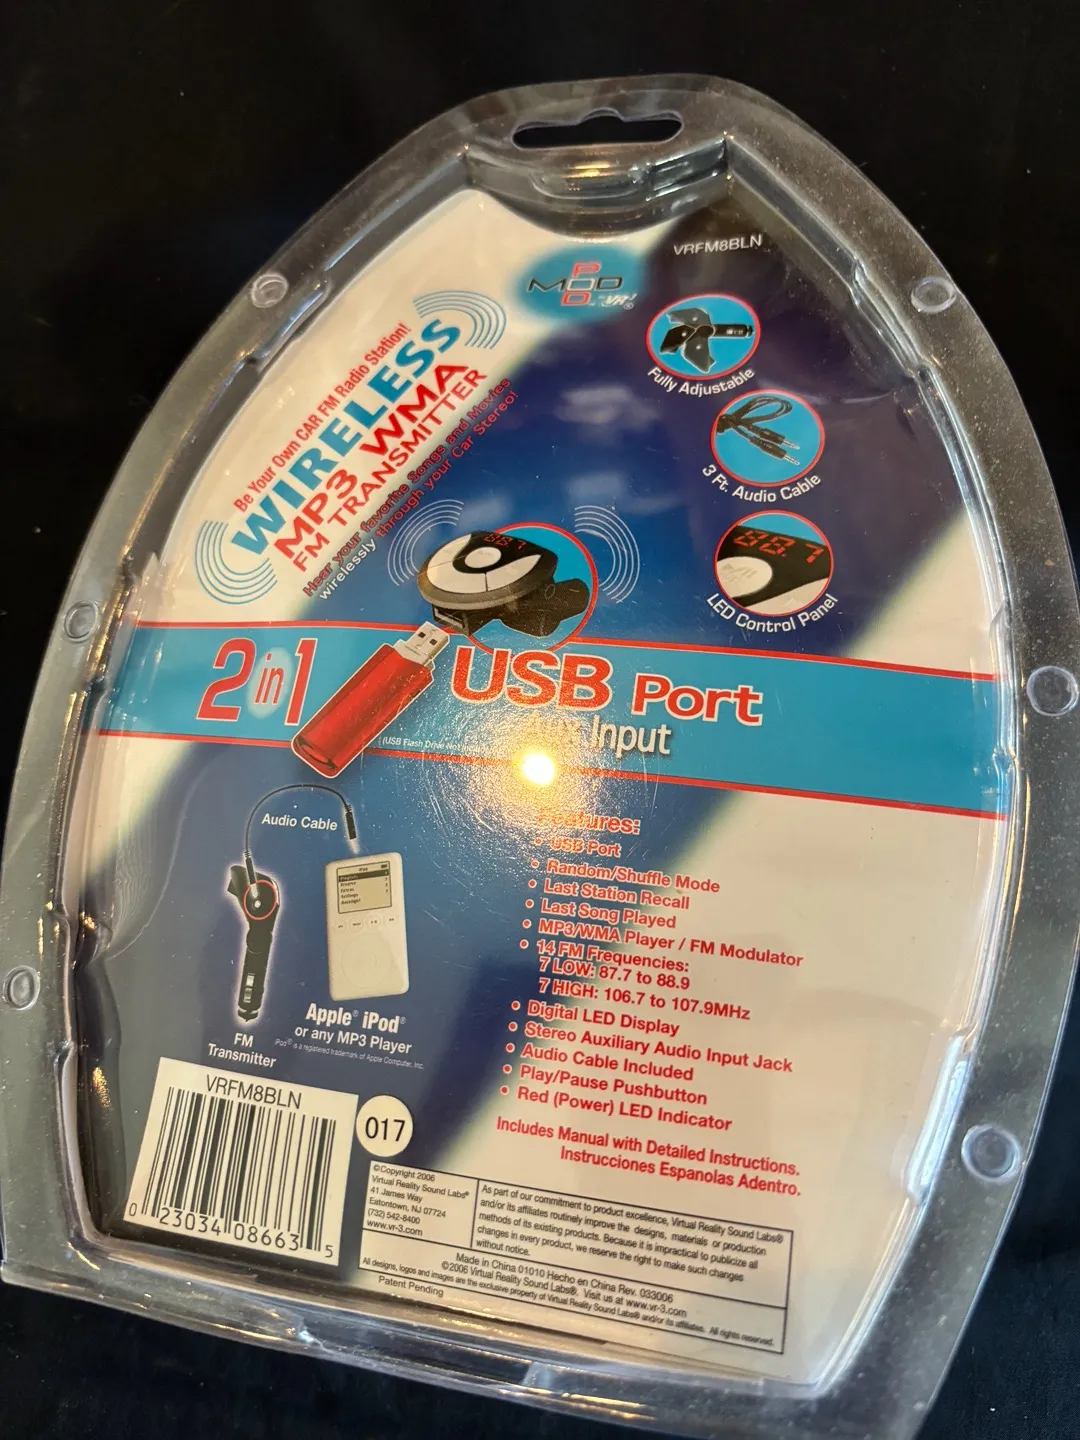 VRFM8BLN
POD
MOD
VR3®
Be Your Own CAR FM Radio Station!
WIRELESS
MP3 WMA
FM TRANSMITTER
Hear your favorite Songs and Movies
wirelessly through your Car Stereo!
Fully Adjustable
3 Ft. Audio Cable
LED Control Panel
2 in 1
USB Port
Aux Input
(USB Flash Drive Not
Audio Cable
FM
Transmitter
Apple® iPod®
or any MP3 Player
iPod® is a registered trademark of Apple Computer, Inc.
Features:
• USB Port
• Random/Shuffle Mode
• Last Station Recall
• Last Song Played
• MP3/WMA Player / FM Modulator
• 14 FM Frequencies:
7 LOW: 87.7 to 88.9
7 HIGH: 106.7 to 107.9MHz
• Digital LED Display
• Stereo Auxiliary Audio Input Jack
• Audio Cable Included
• Play/Pause Pushbutton
• Red (Power) LED Indicator
Includes Manual with Detailed Instructions.
Instrucciones Espanolas Adentro.
VRFM8BLN
0 23034 08663 5
017
©Copyright 2006
Virtual Reality Sound Labs®
41 James Way
Eatontown, NJ 07724
(732) 542-8400
www.vr-3.com
As part of our commitment to product excellence, Virtual Reality Sound Labs®
and/or its affiliates routinely improve the designs, materials or production
methods of its existing products. Because it is impractical to publicize all
changes in every product, we reserve the right to make such changes
without notice.
Made in China 01010 Hecho en China Rev. 033006
©2006 Virtual Reality Sound Labs®. Visit us at www.vr-3.com
All designs, logos and images are the exclusive property of Virtual Reality Sound Labs® and/or its affiliates. All rights reserved.
Patent Pending